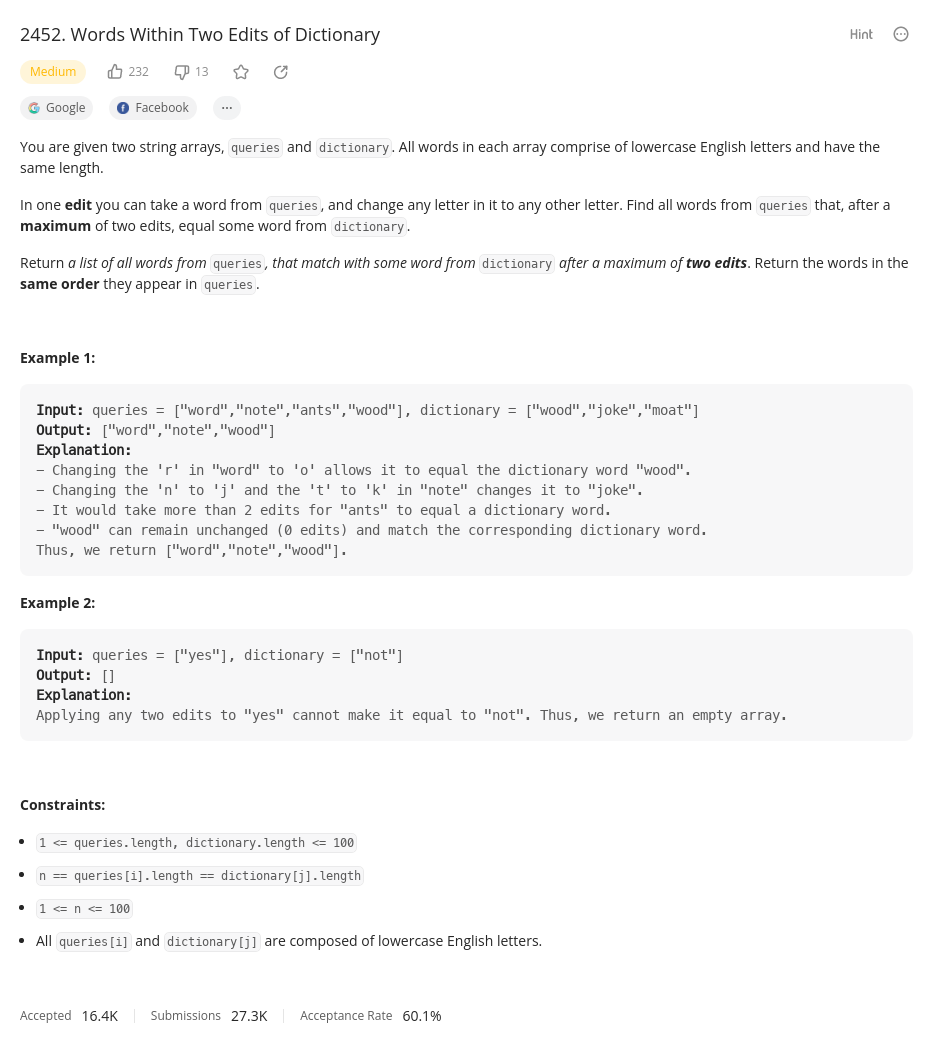 2452. Words Within Two Edits of Dictionary
Hint
Medium 232 13
Google Facebook ...
You are given two string arrays, queries and dictionary. All words in each array comprise of lowercase English letters and have the
same length.
In one edit you can take a word from queries, and change any letter in it to any other letter. Find all words from queries that, after a
maximum of two edits, equal some word from dictionary.
Return a list of all words from queries, that match with some word from dictionary after a maximum of two edits. Return the words in the
same order they appear in queries.
Example 1:
Input: queries = ["word","note","ants","wood"], dictionary = ["wood","joke","moat"]
Output: ["word","note","wood"]
Explanation:
- Changing the 'r' in "word" to 'o' allows it to equal the dictionary word "wood".
- Changing the 'n' to 'j' and the 't' to 'k' in "note" changes it to "joke".
- It would take more than 2 edits for "ants" to equal a dictionary word.
- "wood" can remain unchanged (0 edits) and match the corresponding dictionary word.
Thus, we return ["word","note","wood"].
Example 2:
Input: queries = ["yes"], dictionary = ["not"]
Output: []
Explanation:
Applying any two edits to "yes" cannot make it equal to "not". Thus, we return an empty array.
Constraints:
• 1 <= queries.length, dictionary.length <= 100
• n == queries[i].length == dictionary[j].length
• 1 <= n <= 100
• All queries[i] and dictionary[j] are composed of lowercase English letters.
Accepted 16.4K Submissions 27.3K Acceptance Rate 60.1%